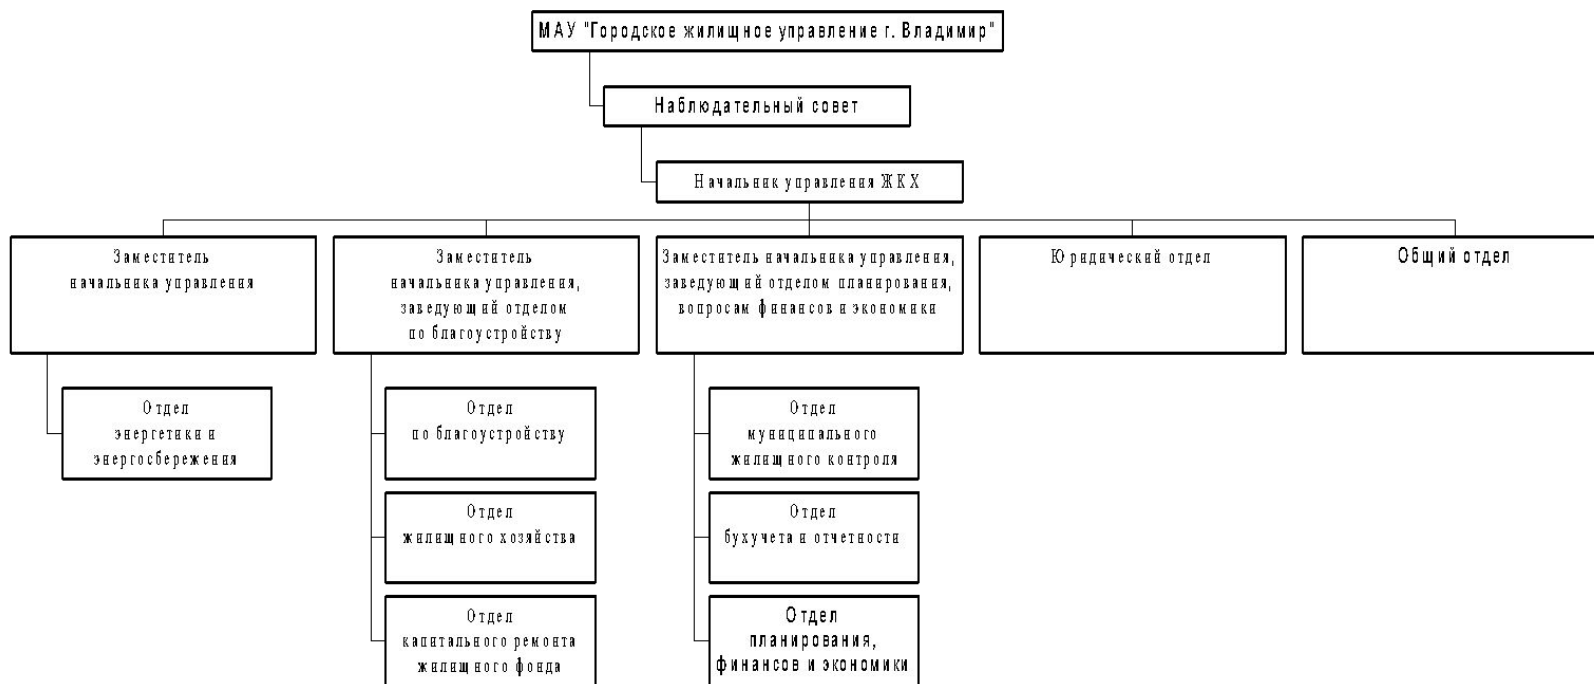 МАУ "Городское жилищное управление г. Владимир"
Наблюдательный совет
Начальник управления ЖКХ
Заместитель
начальника управления
Заместитель
начальника управления,
заведующий отделом
по благоустройству
Заместитель начальника управления,
заведующий отделом планирования,
вопросам финансов и экономики
Юридический отдел
Общий отдел
Отдел
энергетики и
энергосбережения
Отдел
по благоустройству
Отдел
муниципального
жилищного контроля
Отдел
жилищного хозяйства
Отдел
бухучета и отчетности
Отдел
капитального ремонта
жилищного фонда
Отдел
планирования,
финансов и экономики